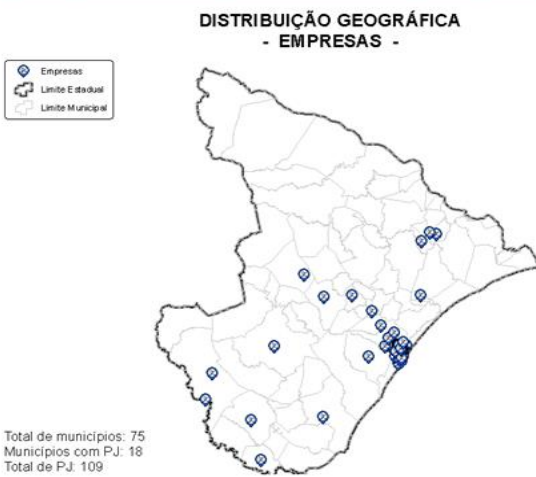 DISTRIBUIÇÃO GEOGRÁFICA
- EMPRESAS -
Empresas
Limite Estadual
Limite Municipal
Total de municípios: 75
Municípios com PJ: 18
Total de PJ: 109